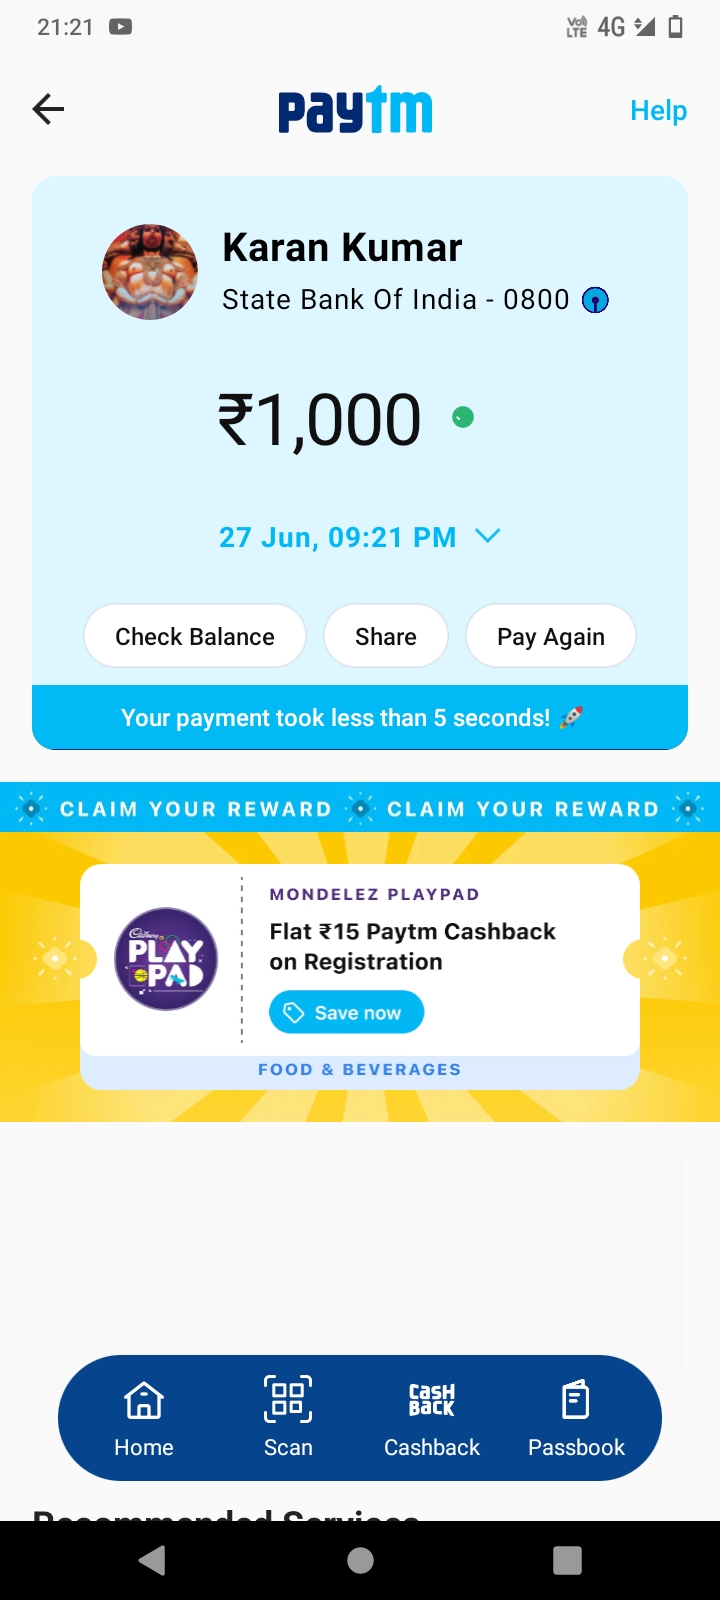 21:21
Vo)) LTE 4G
paytm
Help
Karan Kumar
State Bank Of India - 0800
₹1,000
27 Jun, 09:21 PM
Check Balance
Share
Pay Again
Your payment took less than 5 seconds! 🚀
CLAIM YOUR REWARD CLAIM YOUR REWARD
MONDELEZ PLAYPAD
Cadbury
PLAY
PAD
Flat ₹15 Paytm Cashback
on Registration
Save now
FOOD & BEVERAGES
Home
Scan
CASH
BACK
Cashback
Passbook
Recommended Services